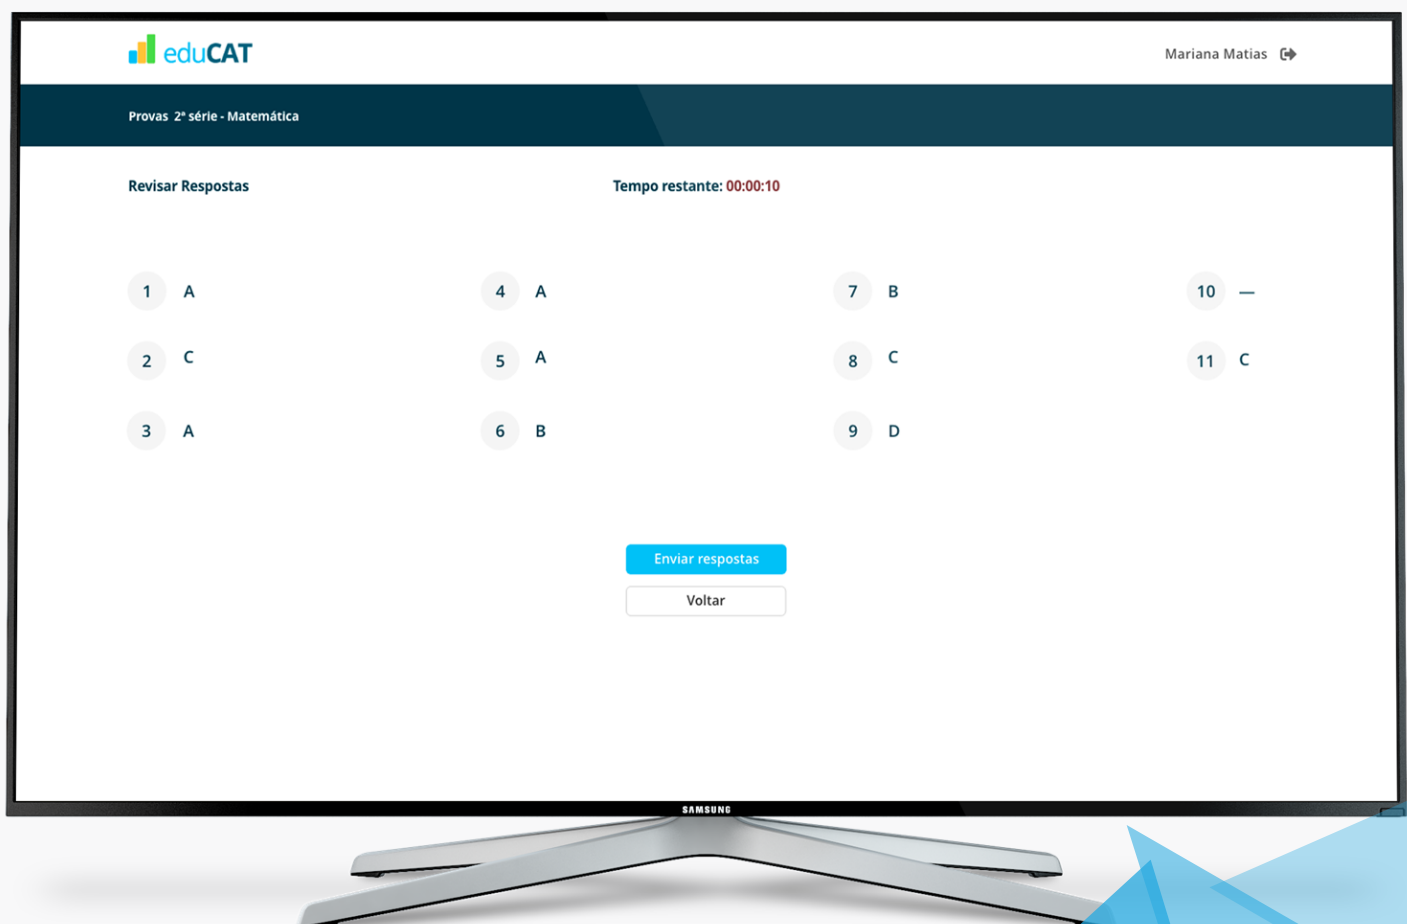 eduCAT
Mariana Matias
Provas 2ª série - Matemática
Revisar Respostas
Tempo restante: 00:00:10
1 A
2 C
3 A
4 A
5 A
6 B
7 B
8 C
9 D
10 —
11 C
Enviar respostas
Voltar
SAMSUNG